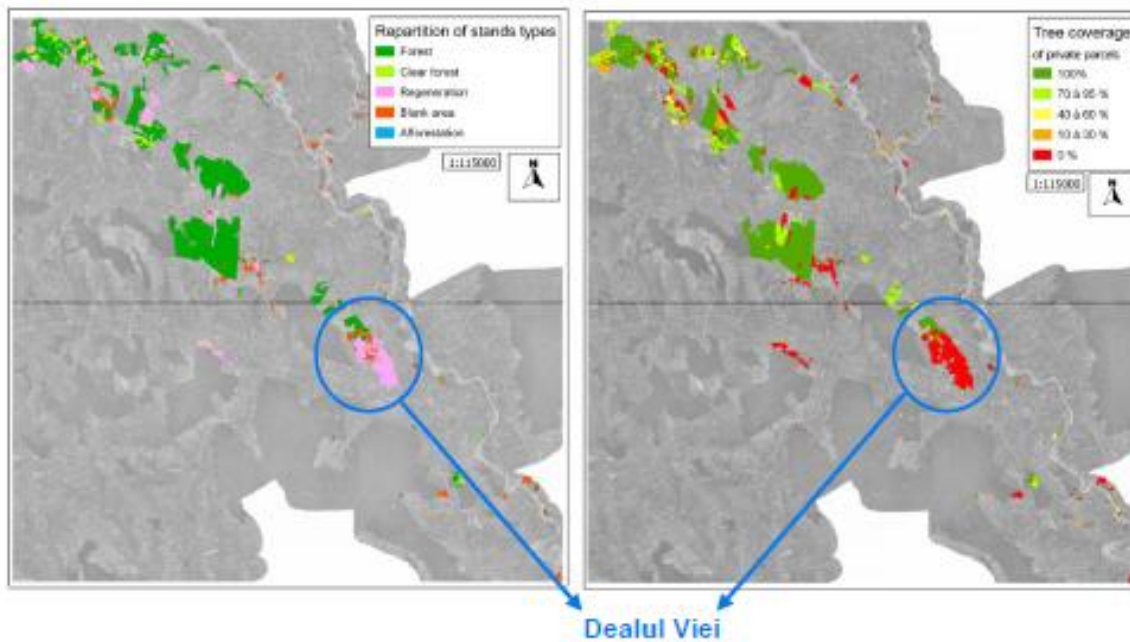 Repartition of stands types
Forest
Clear forest
Regeneration
Blank area
Afforestation
1:115000
N
Tree coverage
of private parcels
100%
70 à 95 %
40 à 60 %
10 à 30 %
0 %
1:115000
N
Dealul Viei